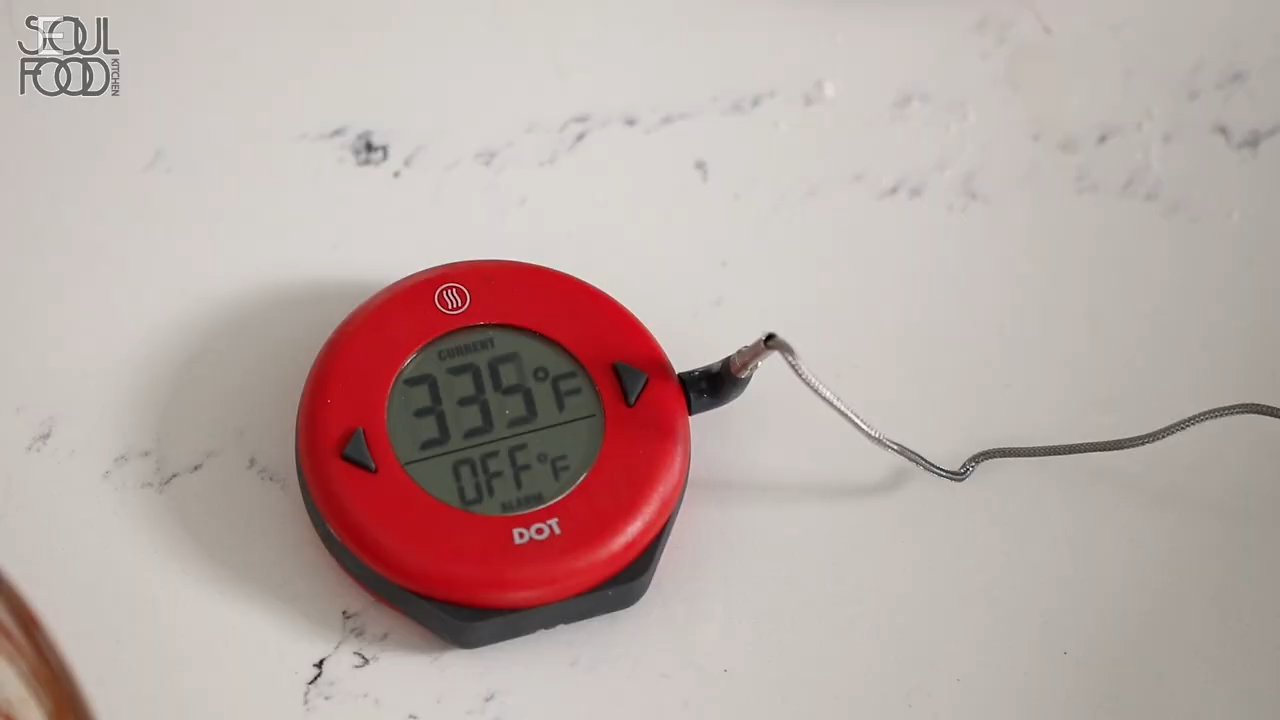 SEOUL
FOOD
KITCHEN
CURRENT
335°F
OFF°F
ALARM
DOT